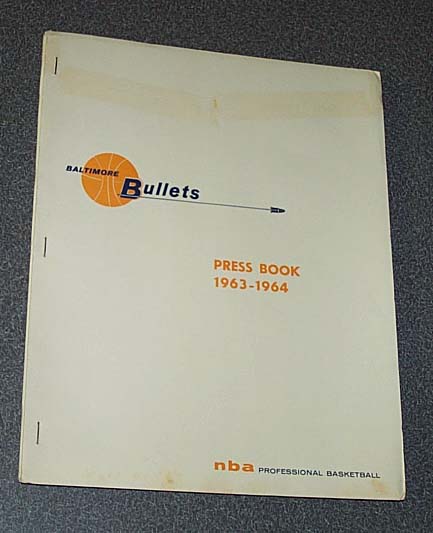 BALTIMORE
Bullets
PRESS BOOK
1963-1964
nba PROFESSIONAL BASKETBALL